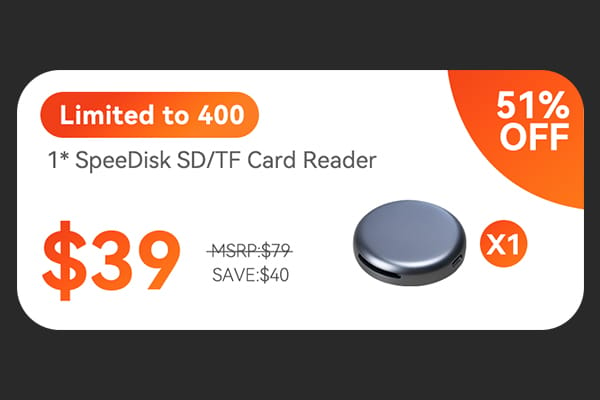 Limited to 400
51%
OFF
1* SpeeDisk SD/TF Card Reader
$39
MSRP:$79
SAVE:$40
X1